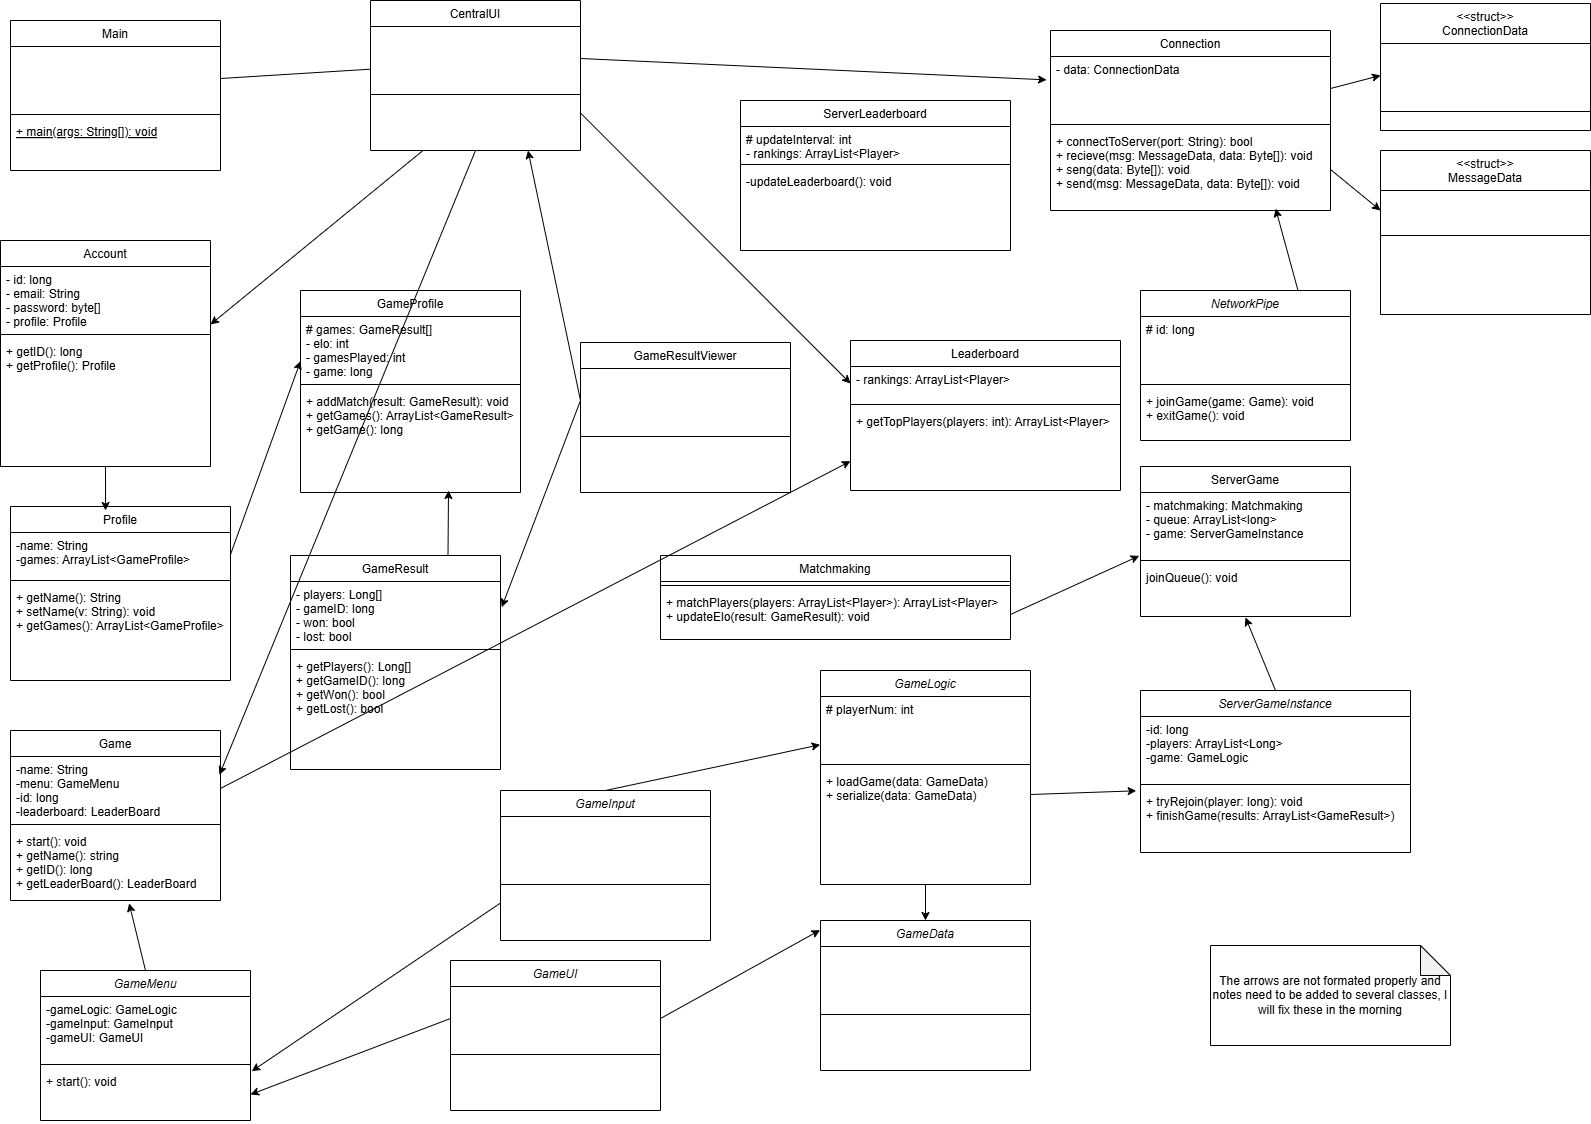 Main
+ main(args: String[]): void
CentralUI
Connection
- data: ConnectionData
+ connectToServer(port: String): bool
+ recieve(msg: MessageData, data: Byte[]): void
+ seng(data: Byte[]): void
+ send(msg: MessageData, data: Byte[]): void
<<struct>>
ConnectionData
<<struct>>
MessageData
ServerLeaderboard
# updateInterval: int
- rankings: ArrayList<Player>
-updateLeaderboard(): void
Account
- id: long
- email: String
- password: byte[]
- profile: Profile
+ getID(): long
+ getProfile(): Profile
GameProfile
# games: GameResult[]
- elo: int
- gamesPlayed: int
- game: long
+ addMatch(result: GameResult): void
+ getGames(): ArrayList<GameResult>
+ getGame(): long
GameResultViewer
Leaderboard
- rankings: ArrayList<Player>
+ getTopPlayers(players: int): ArrayList<Player>
NetworkPipe
# id: long
+ joinGame(game: Game): void
+ exitGame(): void
Profile
-name: String
-games: ArrayList<GameProfile>
+ getName(): String
+ setName(v: String): void
+ getGames(): ArrayList<GameProfile>
GameResult
- players: Long[]
- gameID: long
- won: bool
- lost: bool
+ getPlayers(): Long[]
+ getGameID(): long
+ getWon(): bool
+ getLost(): bool
Matchmaking
+ matchPlayers(players: ArrayList<Player>): ArrayList<Player>
+ updateElo(result: GameResult): void
ServerGame
- matchmaking: Matchmaking
- queue: ArrayList<long>
- game: ServerGameInstance
joinQueue(): void
Game
-name: String
-menu: GameMenu
-id: long
-leaderboard: LeaderBoard
+ start(): void
+ getName(): string
+ getID(): long
+ getLeaderBoard(): LeaderBoard
GameInput
GameLogic
# playerNum: int
+ loadGame(data: GameData)
+ serialize(data: GameData)
ServerGameInstance
-id: long
-players: ArrayList<Long>
-game: GameLogic
+ tryRejoin(player: long): void
+ finishGame(results: ArrayList<GameResult>)
GameMenu
-gameLogic: GameLogic
-gameInput: GameInput
-gameUI: GameUI
+ start(): void
GameUI
GameData
The arrows are not formated properly and
notes need to be added to several classes, I
will fix these in the morning